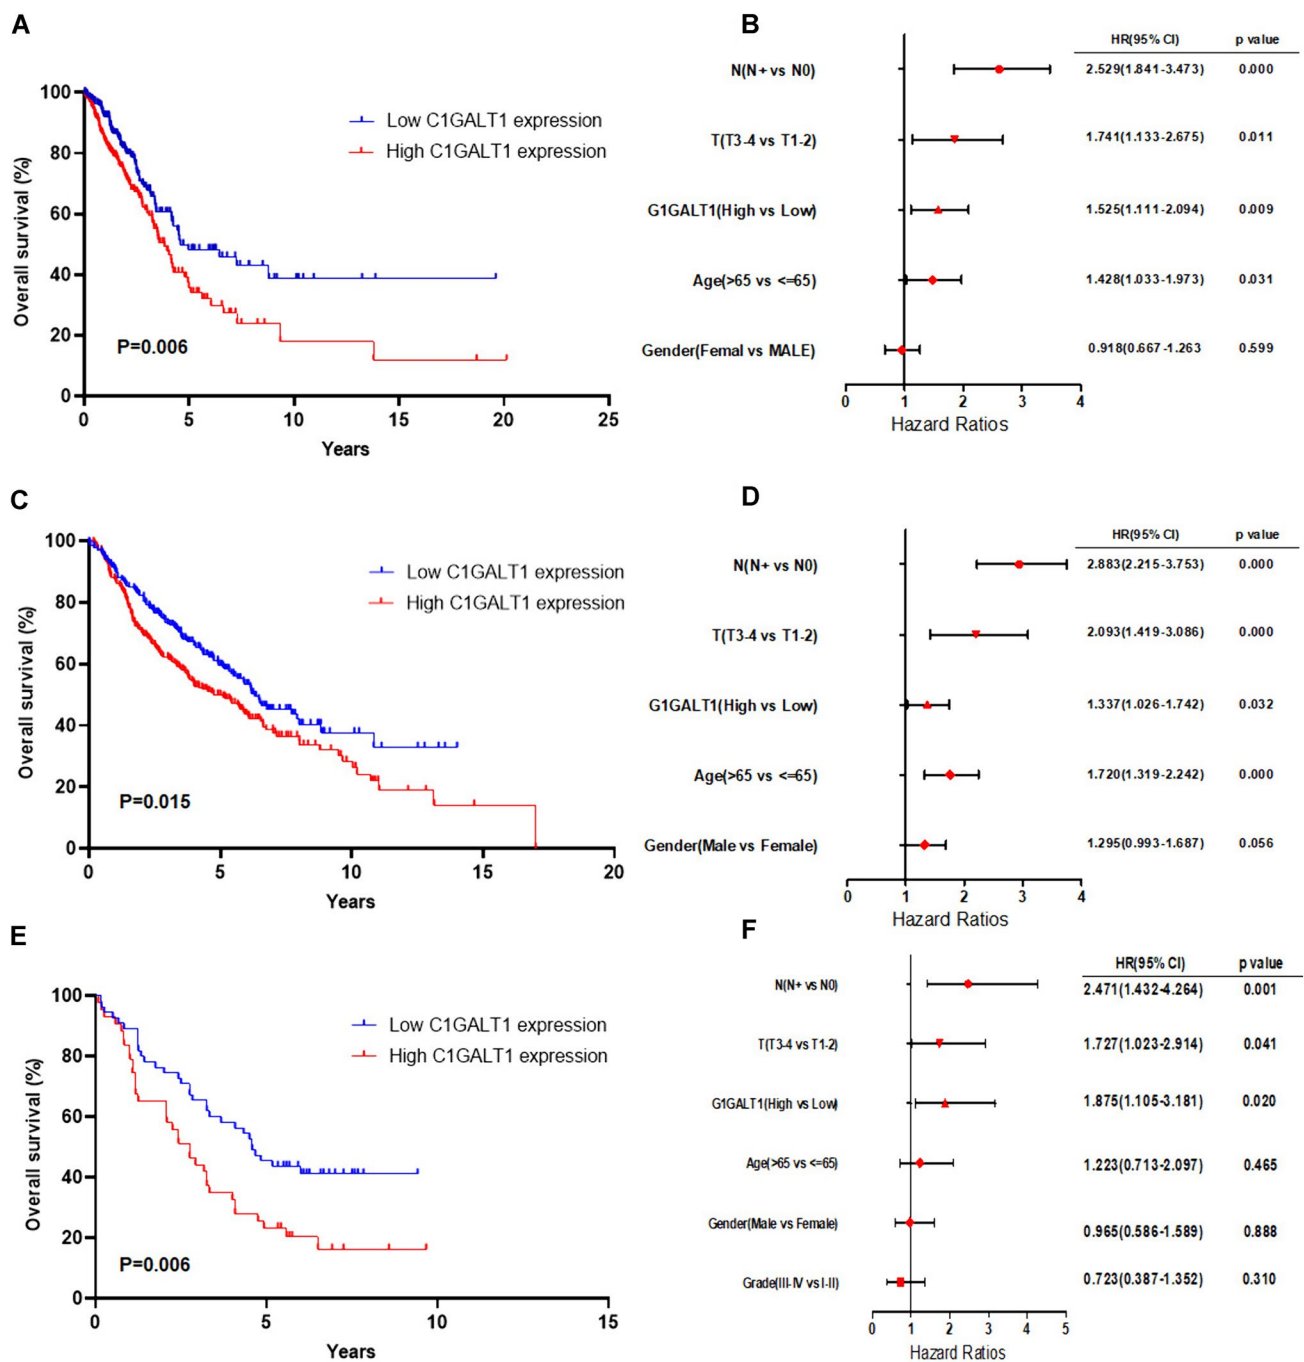 A
100
80
60
40
20
0
Overall survival (%)
Low C1GALT1 expression
High C1GALT1 expression
P=0.006
0 5 10 15 20 25
Years
B
HR(95% CI) p value
N(N+ vs N0) 2.529(1.841-3.473) 0.000
T(T3-4 vs T1-2) 1.741(1.133-2.675) 0.011
G1GALT1(High vs Low) 1.525(1.111-2.094) 0.009
Age(>65 vs <=65) 1.428(1.033-1.973) 0.031
Gender(Femal vs MALE) 0.918(0.667-1.263 0.599
0 1 2 3 4
Hazard Ratios
C
100
80
60
40
20
0
Overall survival (%)
Low C1GALT1 expression
High C1GALT1 expression
P=0.015
0 5 10 15 20
Years
D
HR(95% CI) p value
N(N+ vs N0) 2.883(2.215-3.753) 0.000
T(T3-4 vs T1-2) 2.093(1.419-3.086) 0.000
G1GALT1(High vs Low) 1.337(1.026-1.742) 0.032
Age(>65 vs <=65) 1.720(1.319-2.242) 0.000
Gender(Male vs Female) 1.295(0.993-1.687) 0.056
0 1 2 3 4
Hazard Ratios
E
100
80
60
40
20
0
Overall survival (%)
Low C1GALT1 expression
High C1GALT1 expression
P=0.006
0 5 10 15
Years
F
HR(95% CI) p value
N(N+ vs N0) 2.471(1.432-4.264) 0.001
T(T3-4 vs T1-2) 1.727(1.023-2.914) 0.041
G1GALT1(High vs Low) 1.875(1.105-3.181) 0.020
Age(>65 vs <=65) 1.223(0.713-2.097) 0.465
Gender(Male vs Female) 0.965(0.586-1.589) 0.888
Grade(III-IV vs I-II) 0.723(0.387-1.352) 0.310
0 1 2 3 4 5
Hazard Ratios